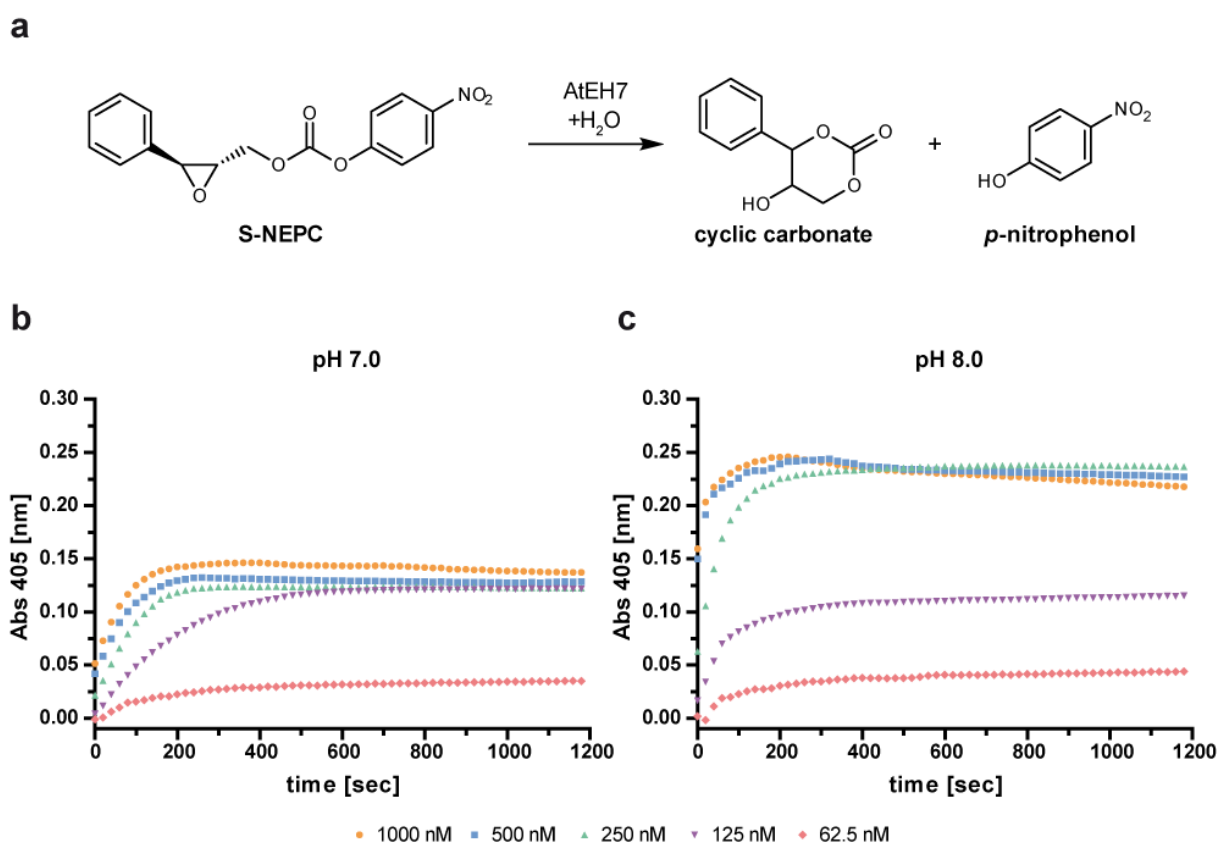 a
NO₂
AtEH7
+H₂O
O
O
O
O
S-NEPC
O
O
O
HO
cyclic carbonate
+
NO₂
HO
p-nitrophenol
b
c
pH 7.0
pH 8.0
0.30
0.25
0.20
0.15
0.10
0.05
0.00
Abs 405 [nm]
0 200 400 600 800 1000 1200
time [sec]
0.30
0.25
0.20
0.15
0.10
0.05
0.00
Abs 405 [nm]
0 200 400 600 800 1000 1200
time [sec]
1000 nM 500 nM 250 nM 125 nM 62.5 nM